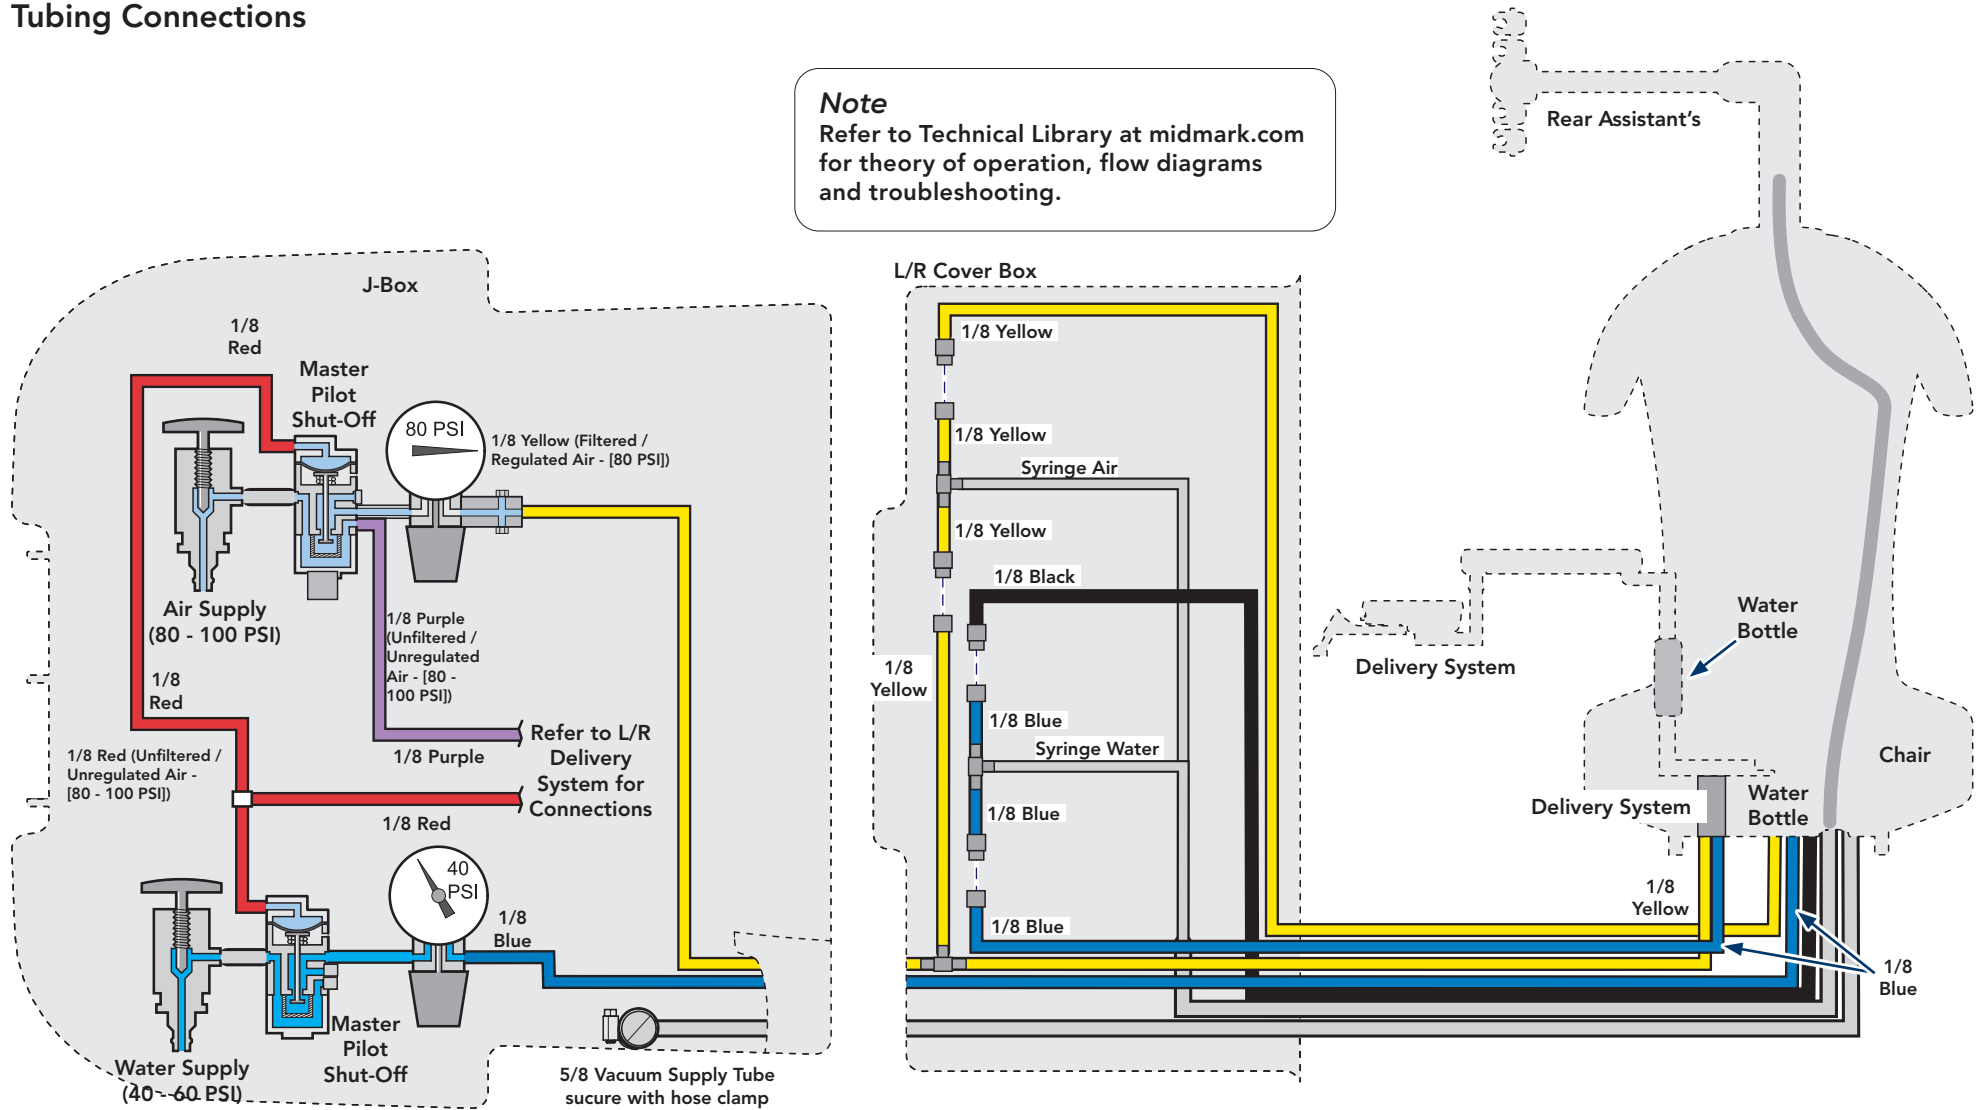 Tubing Connections
Note
Refer to Technical Library at midmark.com
for theory of operation, flow diagrams
and troubleshooting.
Rear Assistant's
J-Box
1/8
Red
Master
Pilot
Shut-Off
80 PSI
1/8 Yellow (Filtered /
Regulated Air - [80 PSI])
Air Supply
(80 - 100 PSI)
1/8 Purple
(Unfiltered /
Unregulated
Air - [80 -
100 PSI])
1/8
Red
1/8 Red (Unfiltered /
Unregulated Air -
[80 - 100 PSI])
1/8 Purple
Refer to L/R
Delivery
System for
Connections
1/8 Red
40
PSI
1/8
Blue
Master
Pilot
Shut-Off
Water Supply
(40 - 60 PSI)
5/8 Vacuum Supply Tube
sucure with hose clamp
L/R Cover Box
1/8 Yellow
1/8 Yellow
Syringe Air
1/8 Yellow
1/8 Black
1/8
Yellow
1/8 Blue
Syringe Water
1/8 Blue
1/8 Blue
Water
Bottle
Delivery System
Chair
Delivery System
Water
Bottle
1/8
Yellow
1/8
Blue